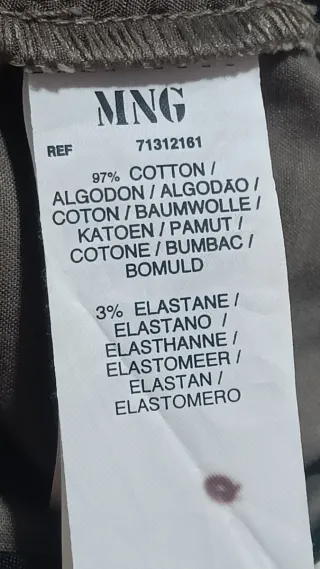 MNG
REF 71312161
97% COTTON /
ALGODON / ALGODÃO /
COTON / BAUMWOLLE /
KATOEN / PAMUT /
COTONE / BUMBAC /
BOMULD
3% ELASTANE /
ELASTANO /
ELASTHANNE /
ELASTOMEER /
ELASTAN /
ELASTOMERO